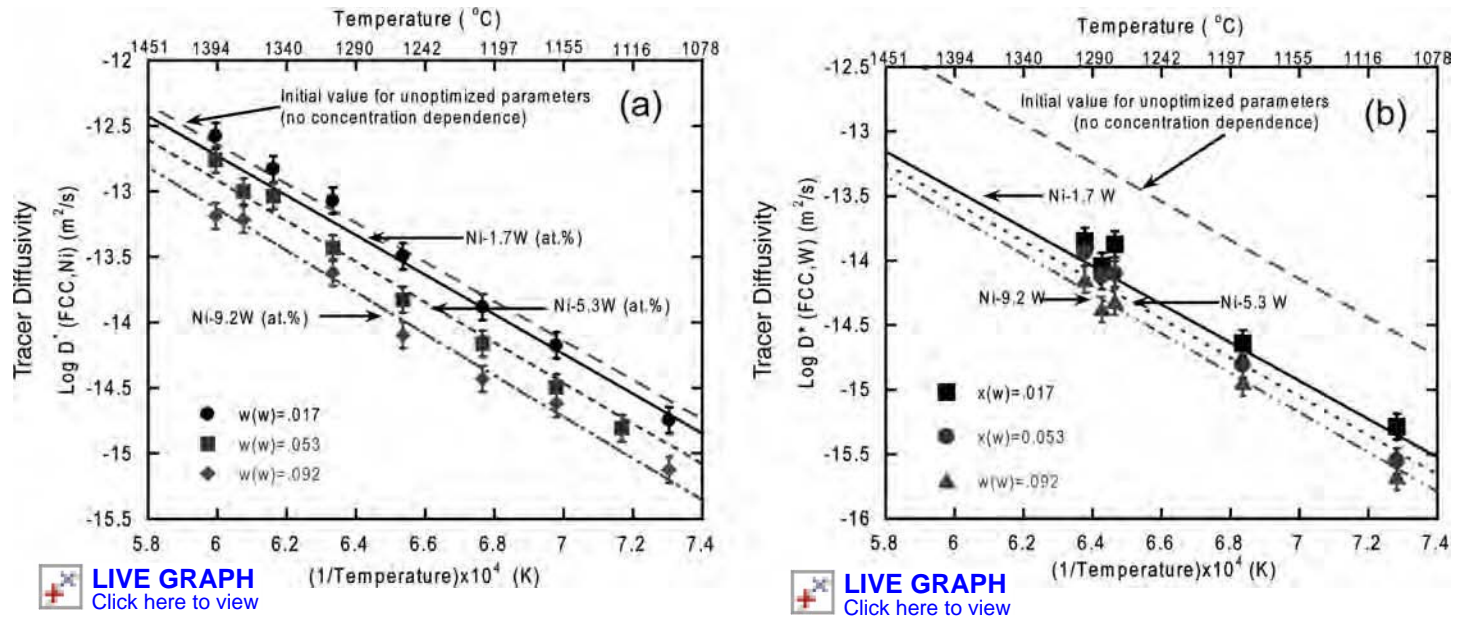 Temperature ( °C)
1451 1394 1340 1290 1242 1197 1155 1116 1078
-12
-12.5
-13
-13.5
-14
-14.5
-15
-15.5
Tracer Diffusivity
Log D* (FCC,Ni) (m²/s)
Initial value for unoptimized parameters
(no concentration dependence)
(a)
Ni-1.7W (at.%)
Ni-5.3W (at.%)
Ni-9.2W (at.%)
w(w)=.017
w(w)=.053
w(w)=.092
5.8 6 6.2 6.4 6.6 6.8 7 7.2 7.4
(1/Temperature)x10⁴ (K)
LIVE GRAPH
Click here to view
Temperature ( °C)
1451 1394 1340 1290 1242 1197 1155 1116 1078
-12.5
-13
-13.5
-14
-14.5
-15
-15.5
-16
Tracer Diffusivity
Log D* (FCC,W) (m²/s)
Initial value for unoptimized parameters
(no concentration dependence)
(b)
Ni-1.7 W
Ni-9.2 W
Ni-5.3 W
x(w)=.017
x(w)=0.053
w(w)=.092
5.8 6 6.2 6.4 6.6 6.8 7 7.2 7.4
(1/Temperature)x10⁴ (K)
LIVE GRAPH
Click here to view